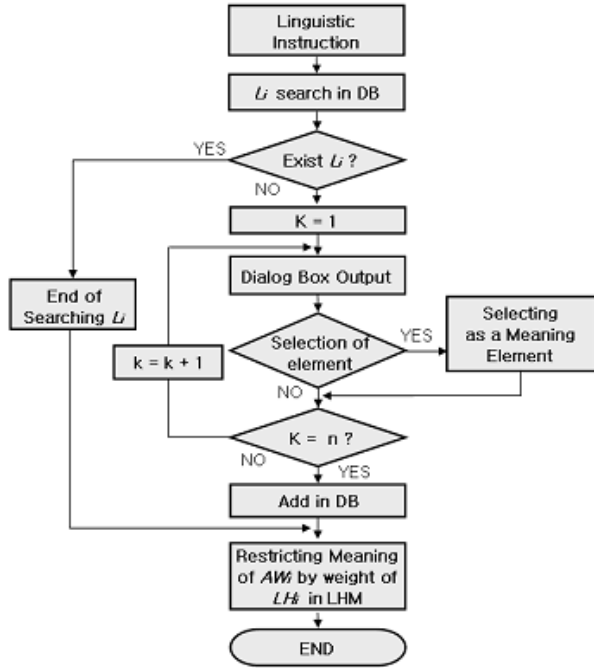 Linguistic
Instruction
Li search in DB
YES
Exist Li ?
NO
K = 1
Dialog Box Output
End of
Searching Li
Selecting
as a Meaning
Element
YES
Selection of
element
k = k + 1
NO
K = n ?
NO
YES
Add in DB
Restricting Meaning
of AWi by weight of
LHi in LHM
END